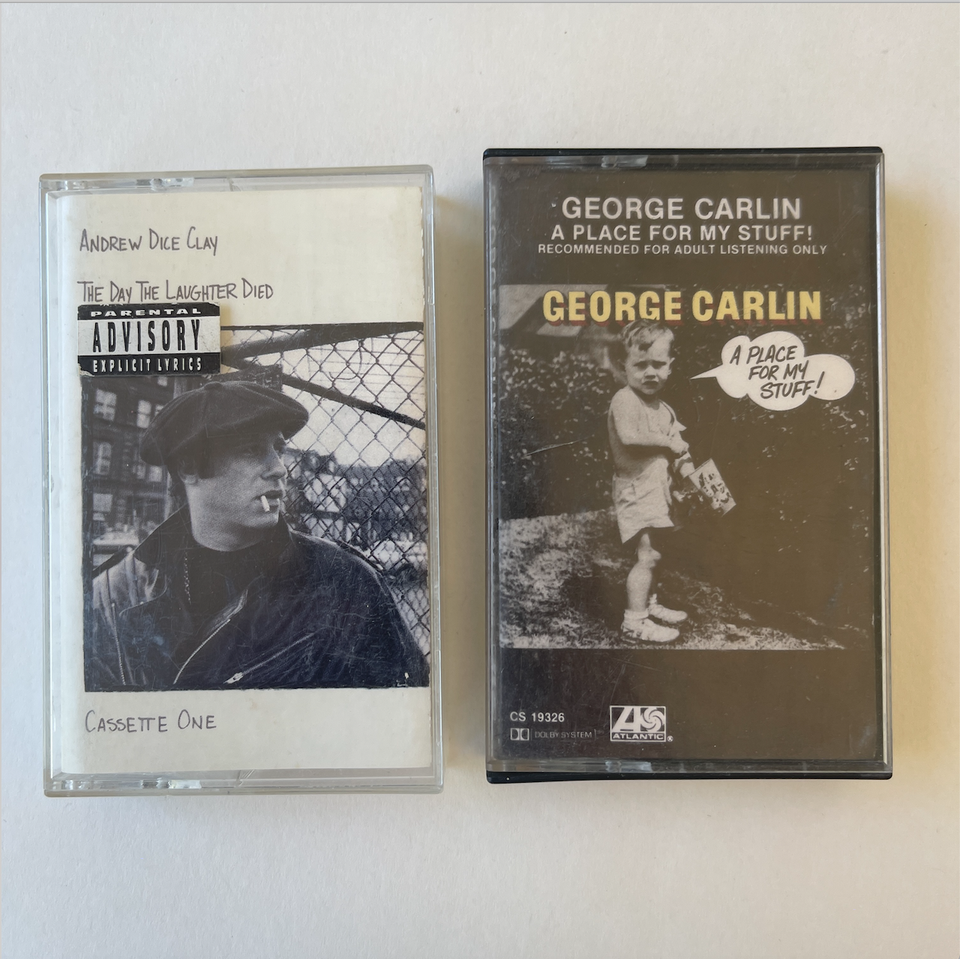 Andrew Dice Clay
The Day The Laughter Died
PARENTAL
ADVISORY
EXPLICIT LYRICS
Cassette One
GEORGE CARLIN
A PLACE FOR MY STUFF!
RECOMMENDED FOR ADULT LISTENING ONLY
GEORGE CARLIN
A PLACE
FOR MY
STUFF!
CS 19326
DOLBY SYSTEM
ATLANTIC